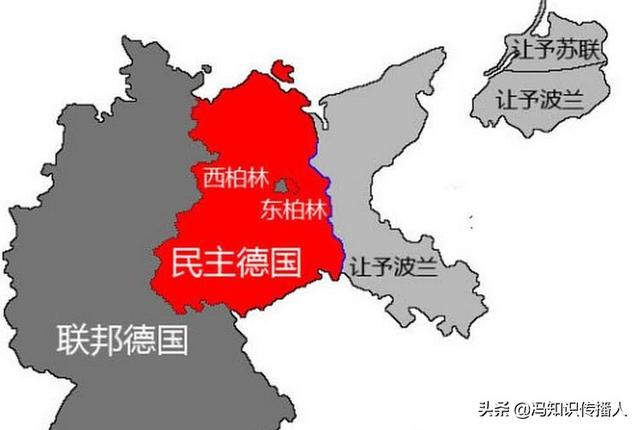 让予苏联
让予波兰
西柏林
东柏林
民主德国
让予波兰
联邦德国
头条 @冯知识传播人